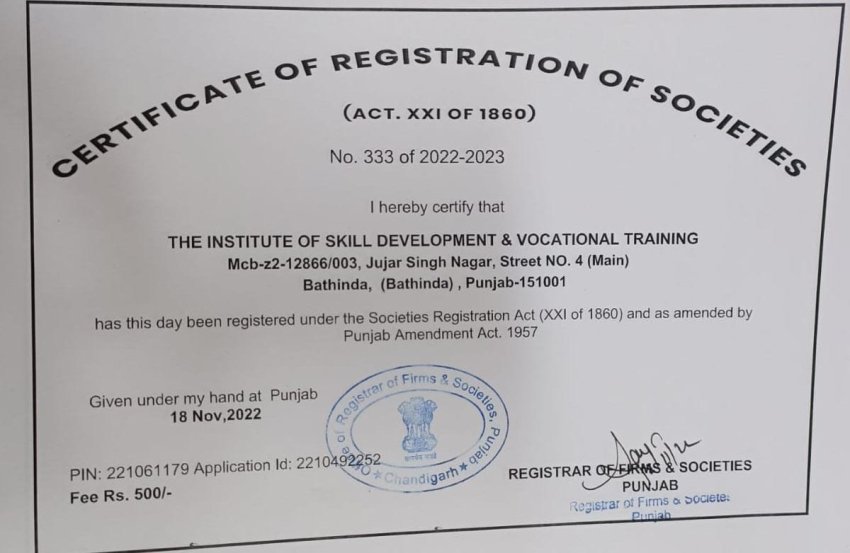 CERTIFICATE OF REGISTRATION OF SOCIETIES
(ACT. XXI OF 1860)
No. 333 of 2022-2023
I hereby certify that
THE INSTITUTE OF SKILL DEVELOPMENT & VOCATIONAL TRAINING
Mcb-z2-12866/003, Jujar Singh Nagar, Street NO. 4 (Main)
Bathinda, (Bathinda) , Punjab-151001
has this day been registered under the Societies Registration Act (XXI of 1860) and as amended by
Punjab Amendment Act. 1957
Given under my hand at Punjab
18 Nov,2022
Office of Registrar of Firms & Societies, Punjab
Chandigarh
PIN: 221061179 Application Id: 2210492252
Fee Rs. 500/-
REGISTRAR OF FIRMS & SOCIETIES
PUNJAB
Registrar of Firms & Societies
Punjab